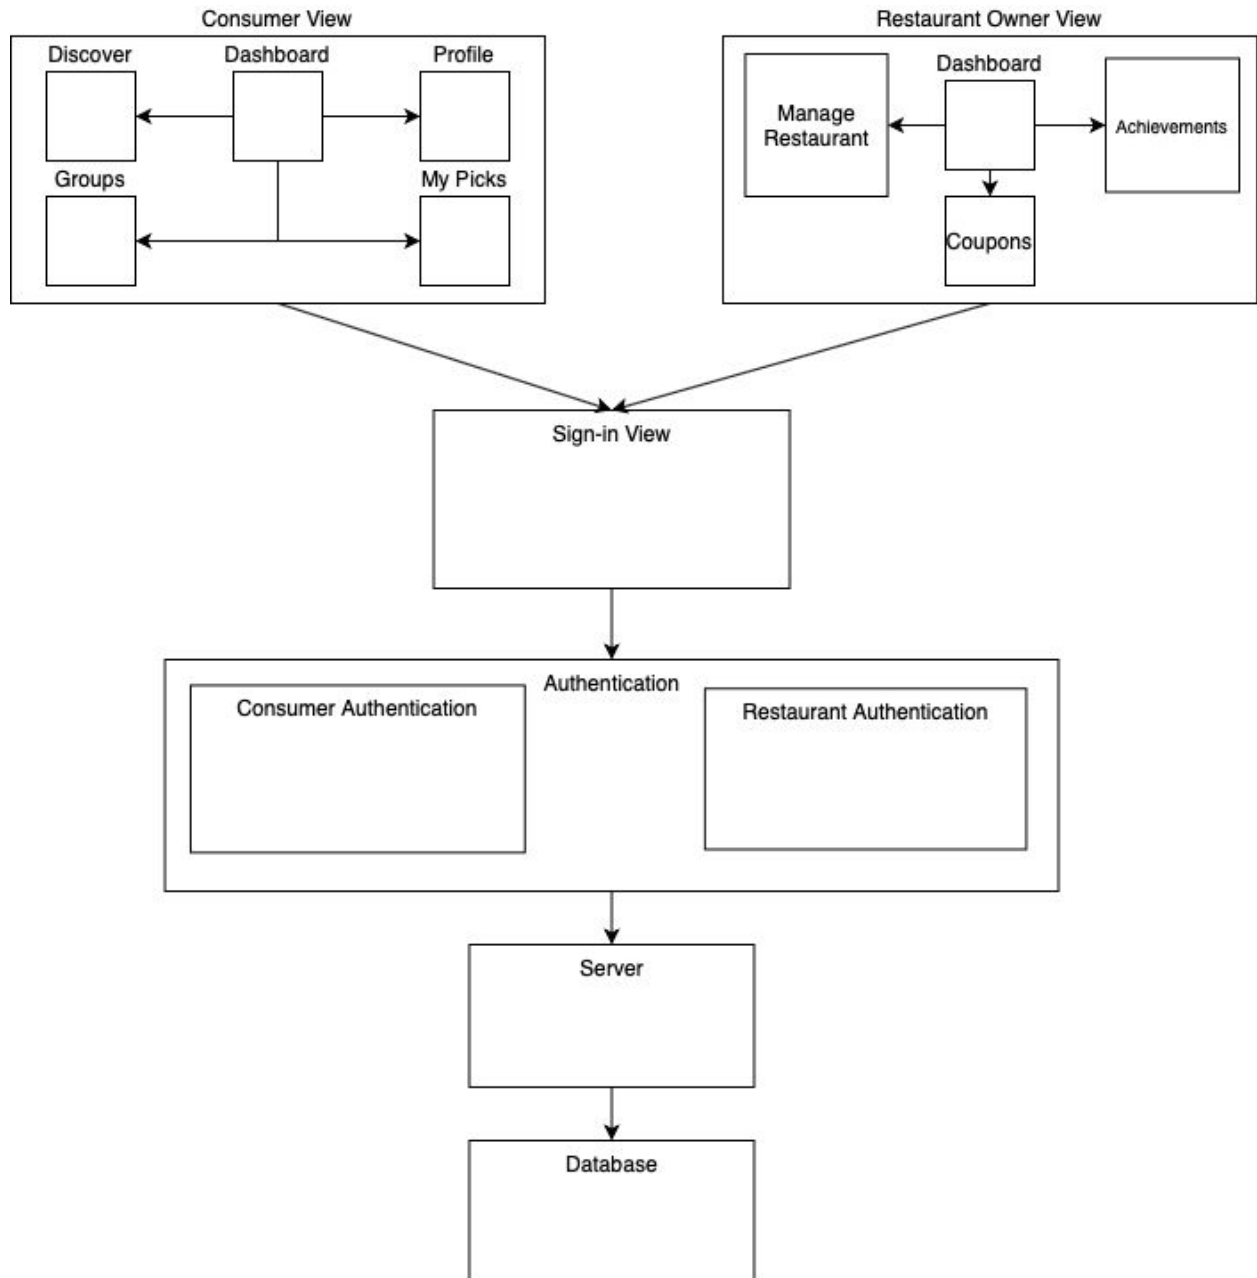 Consumer View
Restaurant Owner View
Discover
Dashboard
Profile
Groups
My Picks
Dashboard
Manage
Restaurant
Achievements
Coupons
Sign-in View
Authentication
Consumer Authentication
Restaurant Authentication
Server
Database